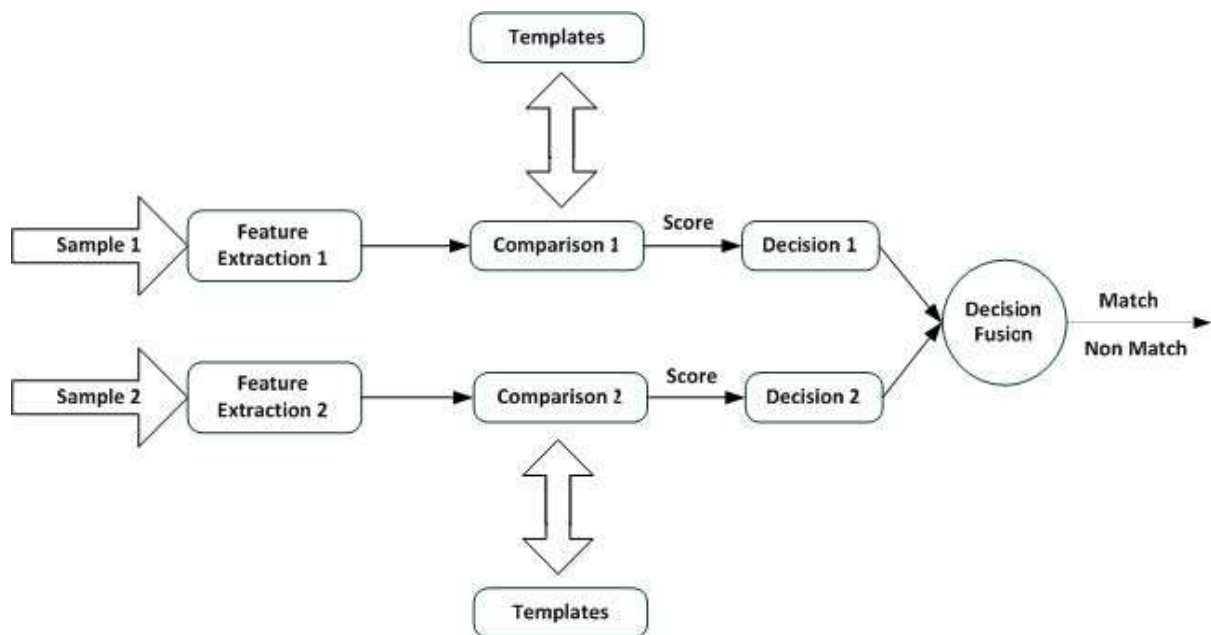 Templates
Sample 1
Feature
Extraction 1
Comparison 1
Score
Decision 1
Decision
Fusion
Match
Non Match
Sample 2
Feature
Extraction 2
Comparison 2
Score
Decision 2
Templates